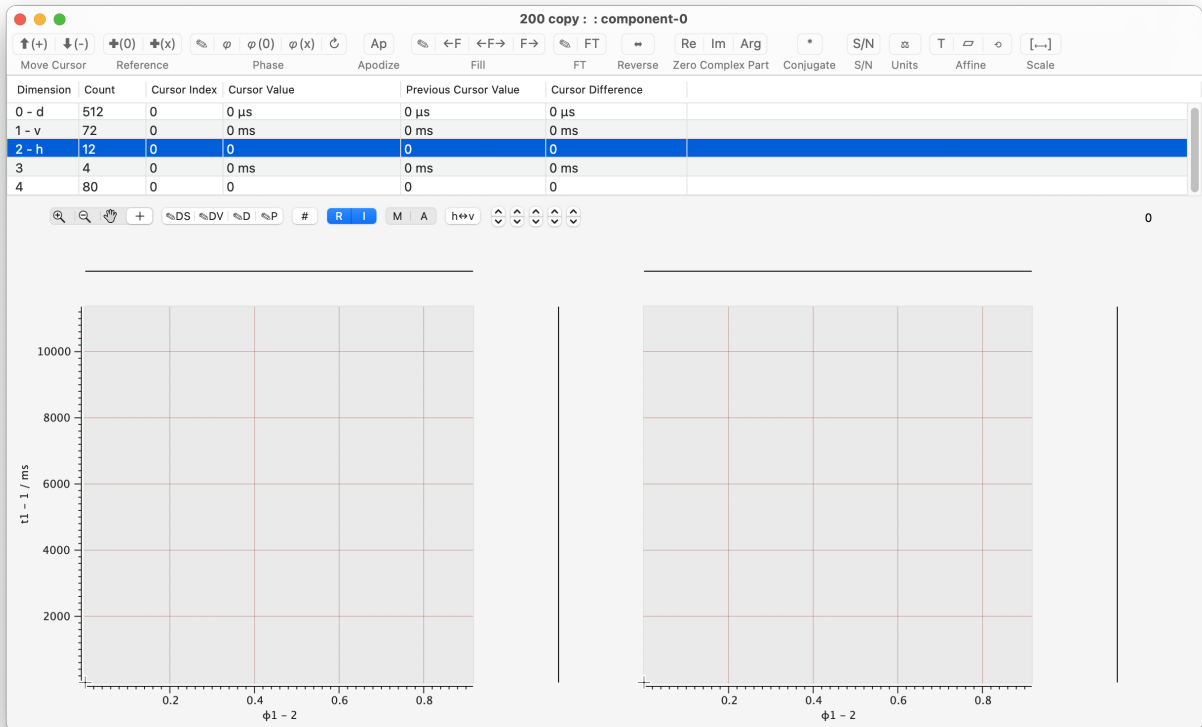 200 copy : : component-0
⬆(+) ⬇(-) ✚(0) ✚(x) ✎ φ φ(0) φ(x) ↻ Ap ✎ ←F ←F→ F→ ✎ FT ⬌ Re Im Arg * S/N ⚖ T ▱ ⟲ [↔]
Move Cursor Reference Phase Apodize Fill FT Reverse Zero Complex Part Conjugate S/N Units Affine Scale
Dimension Count Cursor Index Cursor Value Previous Cursor Value Cursor Difference
0 - d 512 0 0 µs 0 µs 0 µs
1 - v 72 0 0 ms 0 ms 0 ms
2 - h 12 0 0 0 0
3 4 0 0 ms 0 ms 0 ms
4 80 0 0 0 0
+ ✎DS ✎DV ✎D ✎P # R I M A h⇔v 0
10000
8000
6000
4000
2000
t1 - 1 / ms
0.2 0.4 0.6 0.8
ϕ1 - 2
0.2 0.4 0.6 0.8
ϕ1 - 2